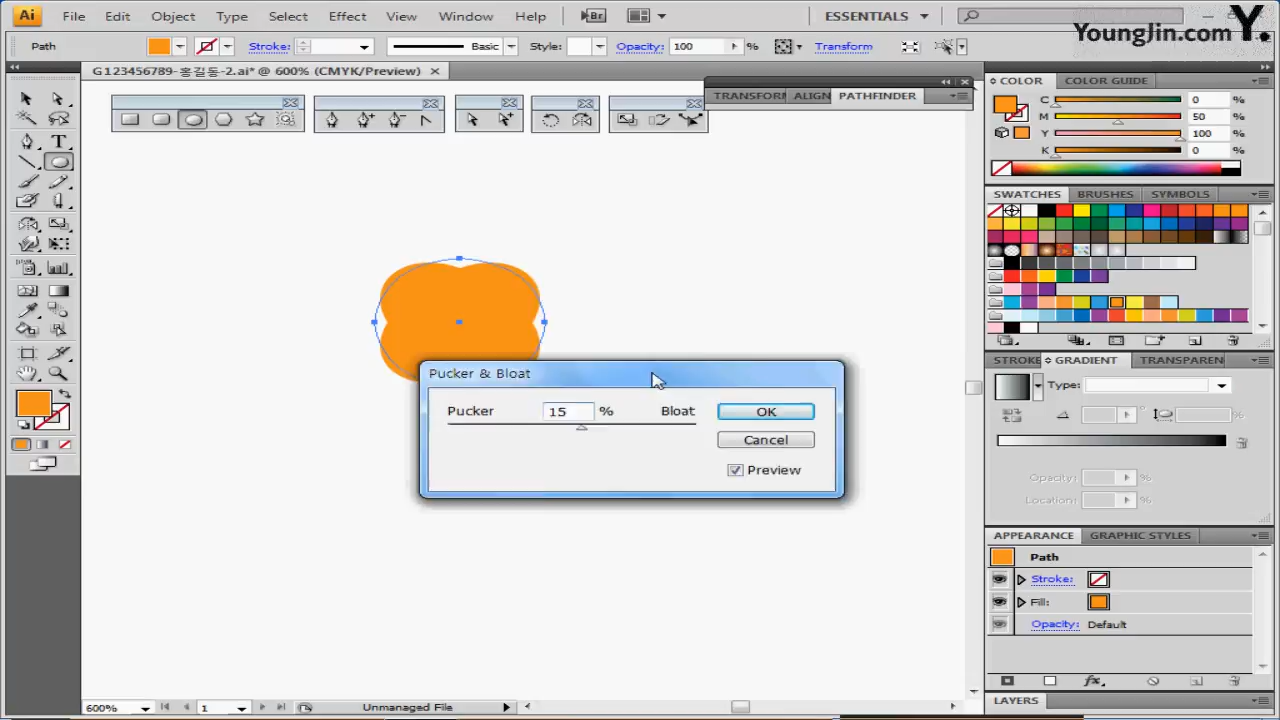 Ai File Edit Object Type Select Effect View Window Help Br ESSENTIALS
YoungJin.com Y.
Path Stroke: Basic Style: Opacity: 100 % Transform
G123456789-홍길동-2.ai* @ 600% (CMYK/Preview)
TRANSFORM ALIGN PATHFINDER
COLOR COLOR GUIDE
C 0 %
M 50 %
Y 100 %
K 0 %
SWATCHES BRUSHES SYMBOLS
STROKE GRADIENT TRANSPAREN
Type:
Opacity: %
Location: %
Pucker & Bloat
Pucker 15 % Bloat OK
Cancel
Preview
APPEARANCE GRAPHIC STYLES
Path
Stroke:
Fill:
Opacity: Default
fx
LAYERS
600% 1 Unmanaged File